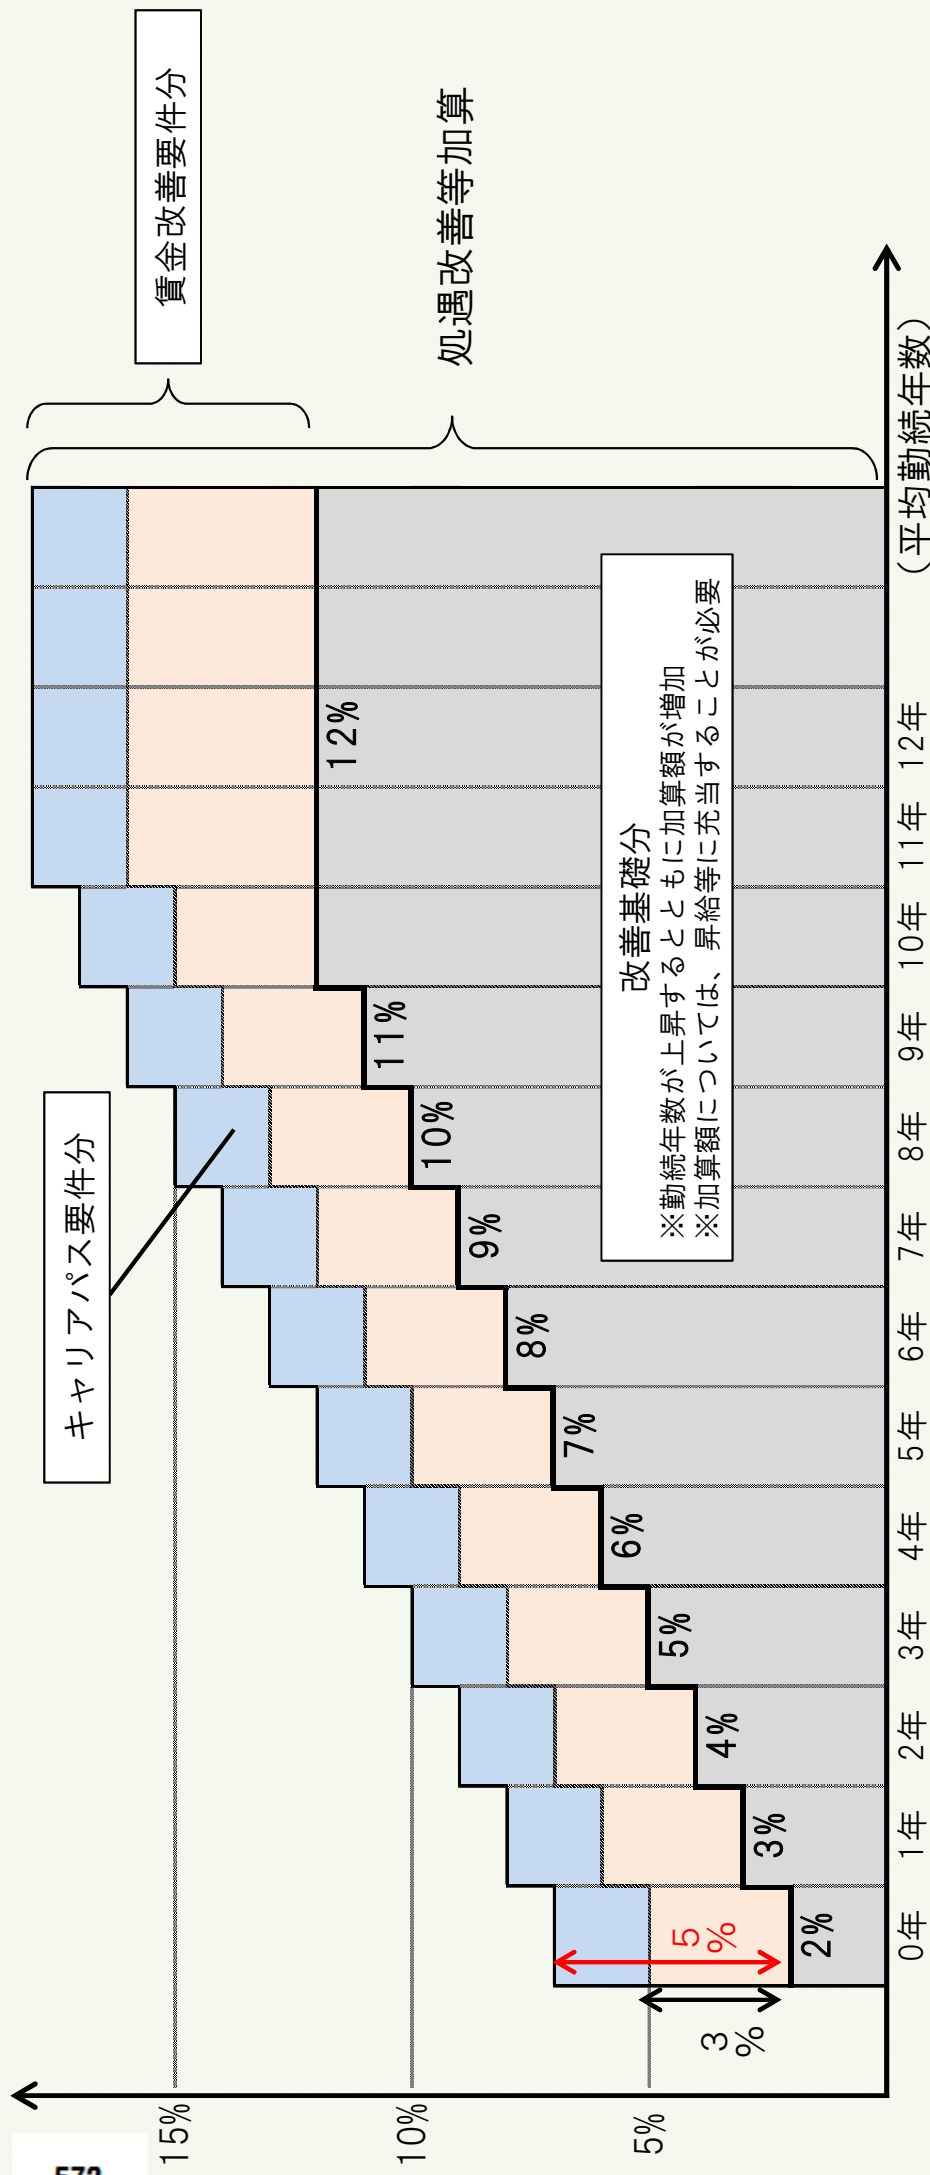 賃金改善要件分
キャリアパス要件分
処遇改善等加算
15%
10%
5%
12%
11%
10%
9%
8%
7%
6%
5%
4%
3%
2%
5%
3%
改善基礎分
※勤続年数が上昇するとともに加算額が増加
※加算額については、昇給等に充当することが必要
0年 1年 2年 3年 4年 5年 6年 7年 8年 9年 10年 11年 12年
(平均勤続年数)